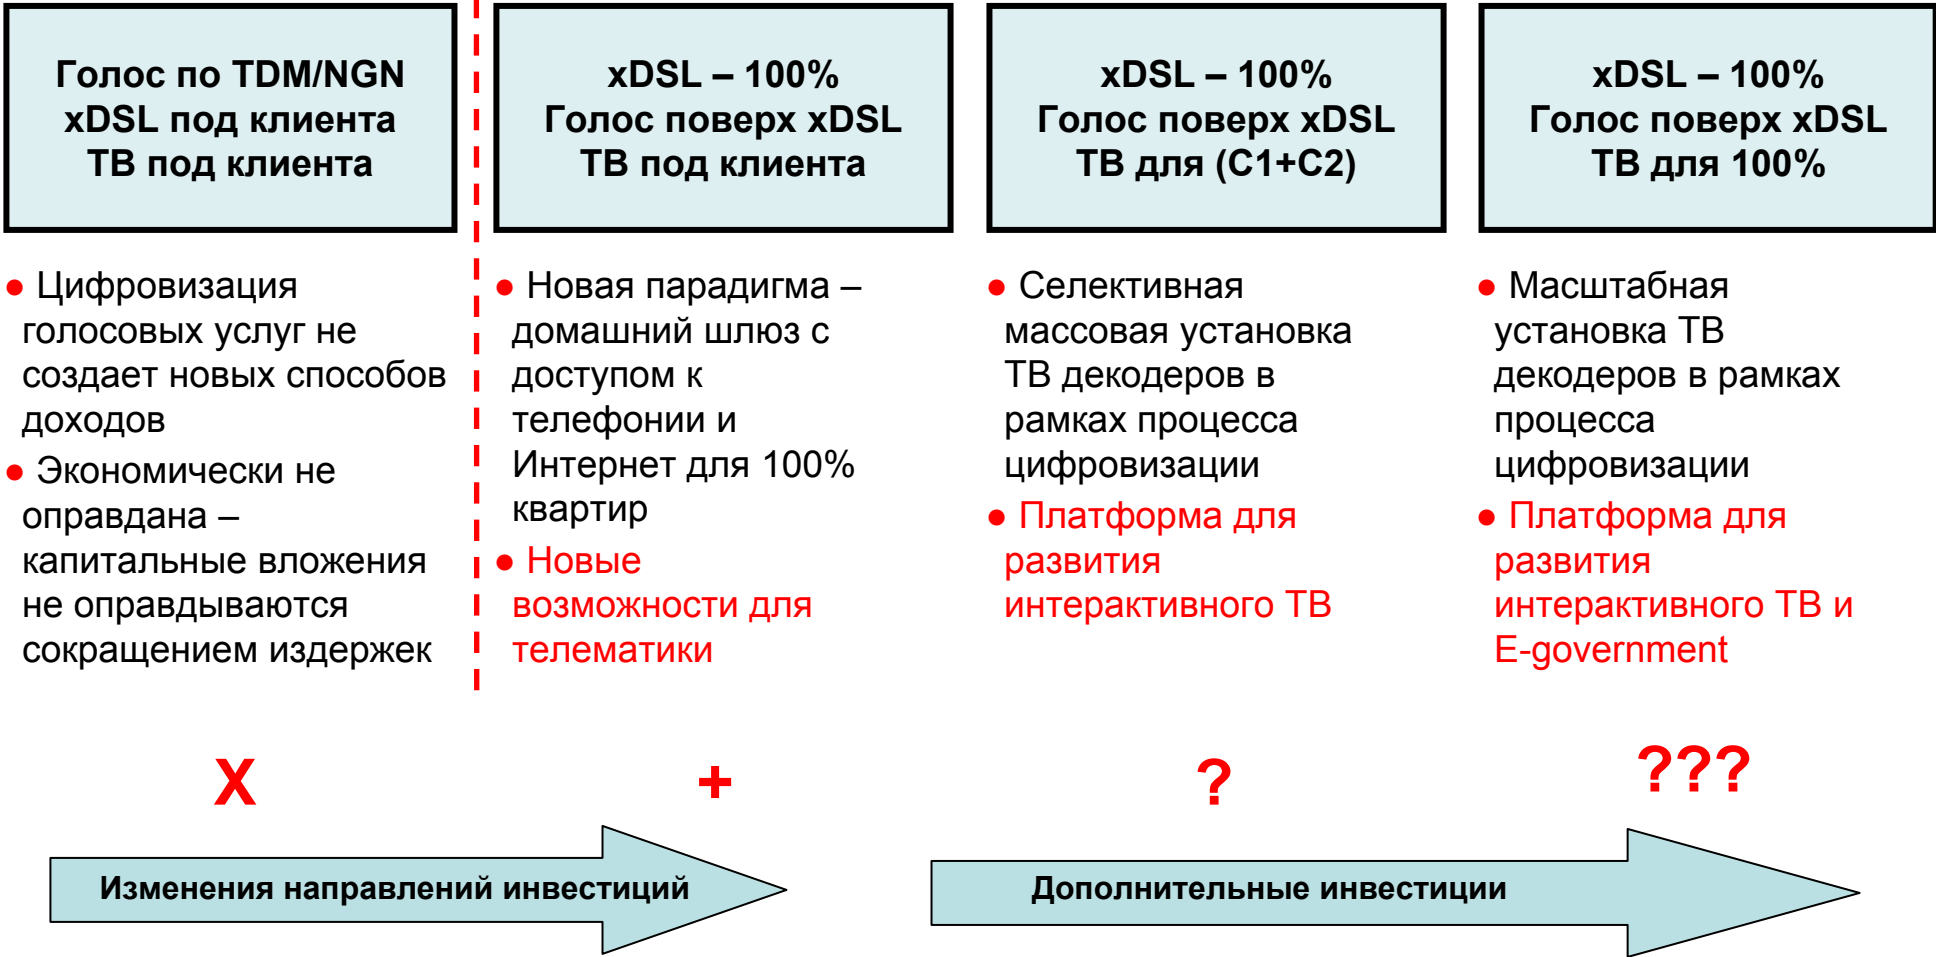 Голос по TDM/NGN
xDSL под клиента
ТВ под клиента
xDSL – 100%
Голос поверх xDSL
ТВ под клиента
xDSL – 100%
Голос поверх xDSL
ТВ для (С1+С2)
xDSL – 100%
Голос поверх xDSL
ТВ для 100%
● Цифровизация
голосовых услуг не
создает новых способов
доходов
● Экономически не
оправдана –
капитальные вложения
не оправдываются
сокращением издержек
● Новая парадигма –
домашний шлюз с
доступом к
телефонии и
Интернет для 100%
квартир
● Новые
возможности для
телематики
● Селективная
массовая установка
ТВ декодеров в
рамках процесса
цифровизации
● Платформа для
развития
интерактивного ТВ
● Масштабная
установка ТВ
декодеров в рамках
процесса
цифровизации
● Платформа для
развития
интерактивного ТВ и
E-government
X
+
?
???
Изменения направлений инвестиций
Дополнительные инвестиции